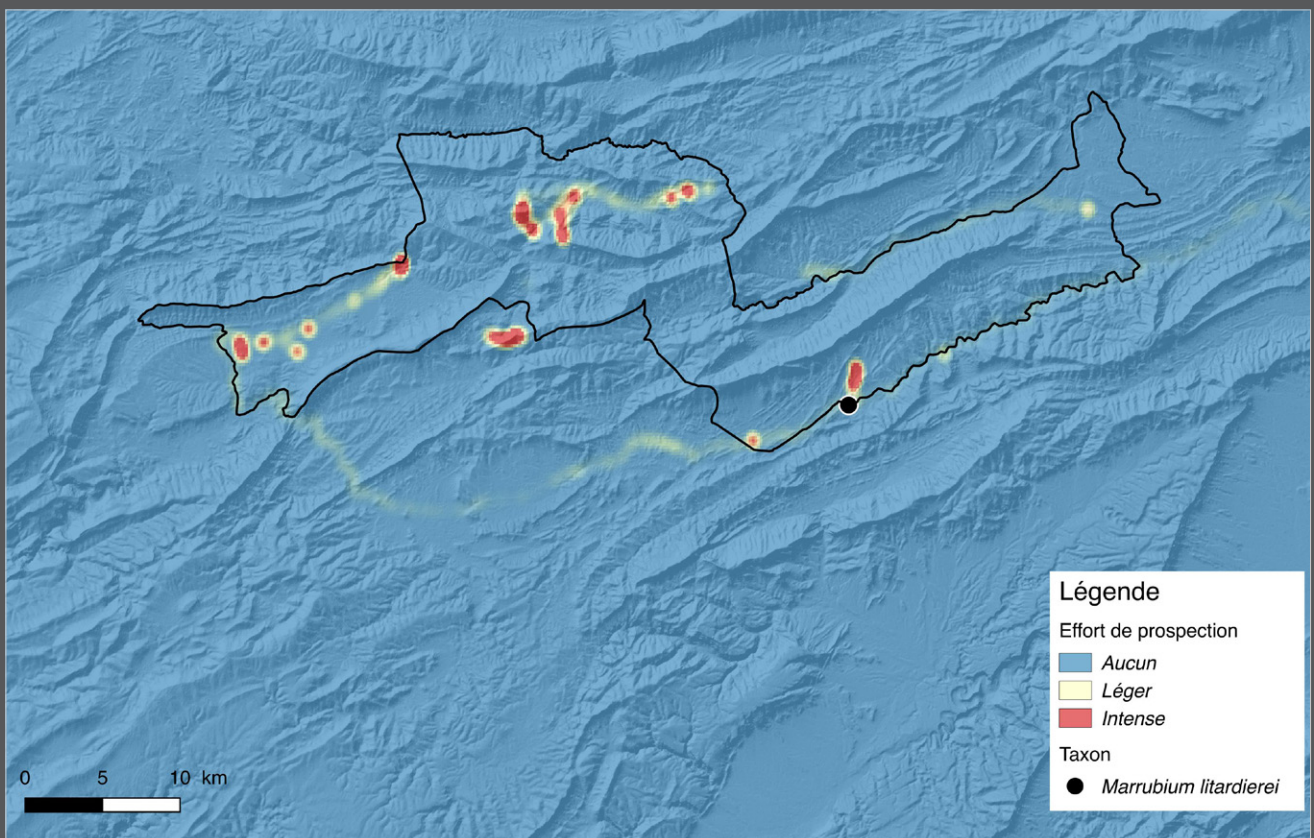 Légende
Effort de prospection
Aucun
Léger
Intense
Taxon
Marrubium litardierei
0 5 10 km